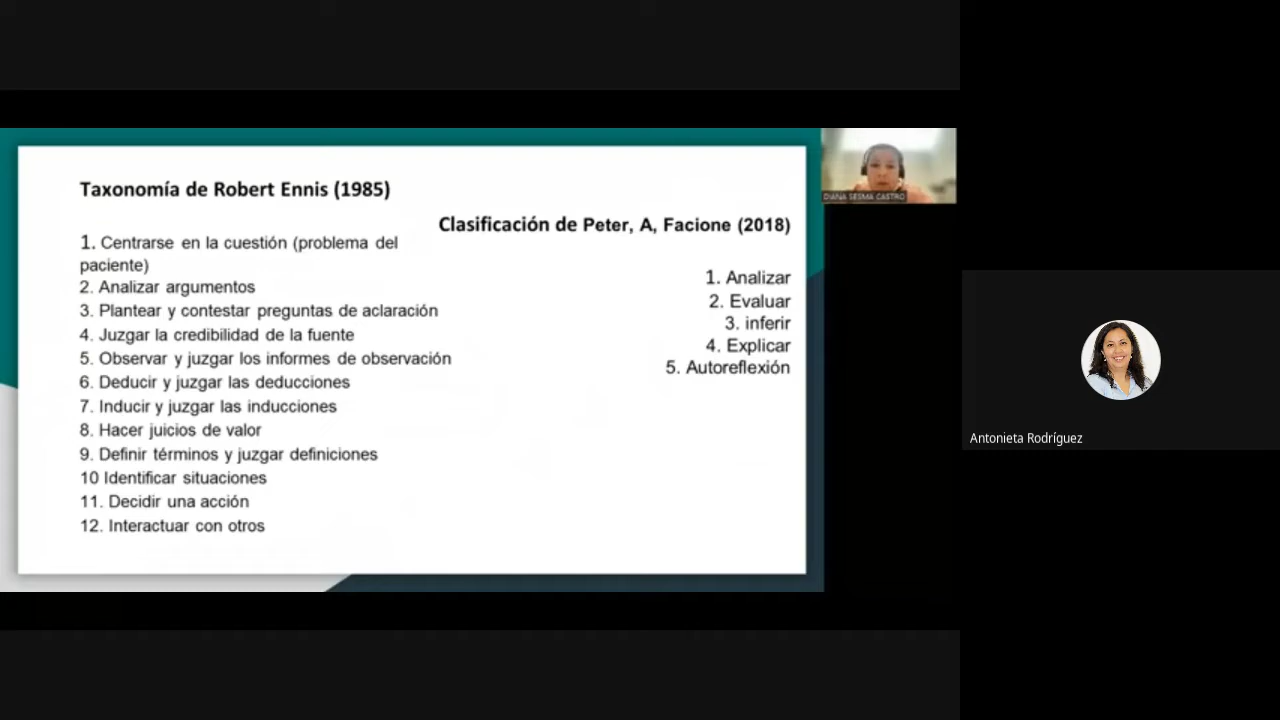 Taxonomía de Robert Ennis (1985)
1. Centrarse en la cuestión (problema del
paciente)
2. Analizar argumentos
3. Plantear y contestar preguntas de aclaración
4. Juzgar la credibilidad de la fuente
5. Observar y juzgar los informes de observación
6. Deducir y juzgar las deducciones
7. Inducir y juzgar las inducciones
8. Hacer juicios de valor
9. Definir términos y juzgar definiciones
10 Identificar situaciones
11. Decidir una acción
12. Interactuar con otros
Clasificación de Peter, A, Facione (2018)
1. Analizar
2. Evaluar
3. inferir
4. Explicar
5. Autoreflexión
DIANA SESMA CASTRO
Antonieta Rodríguez